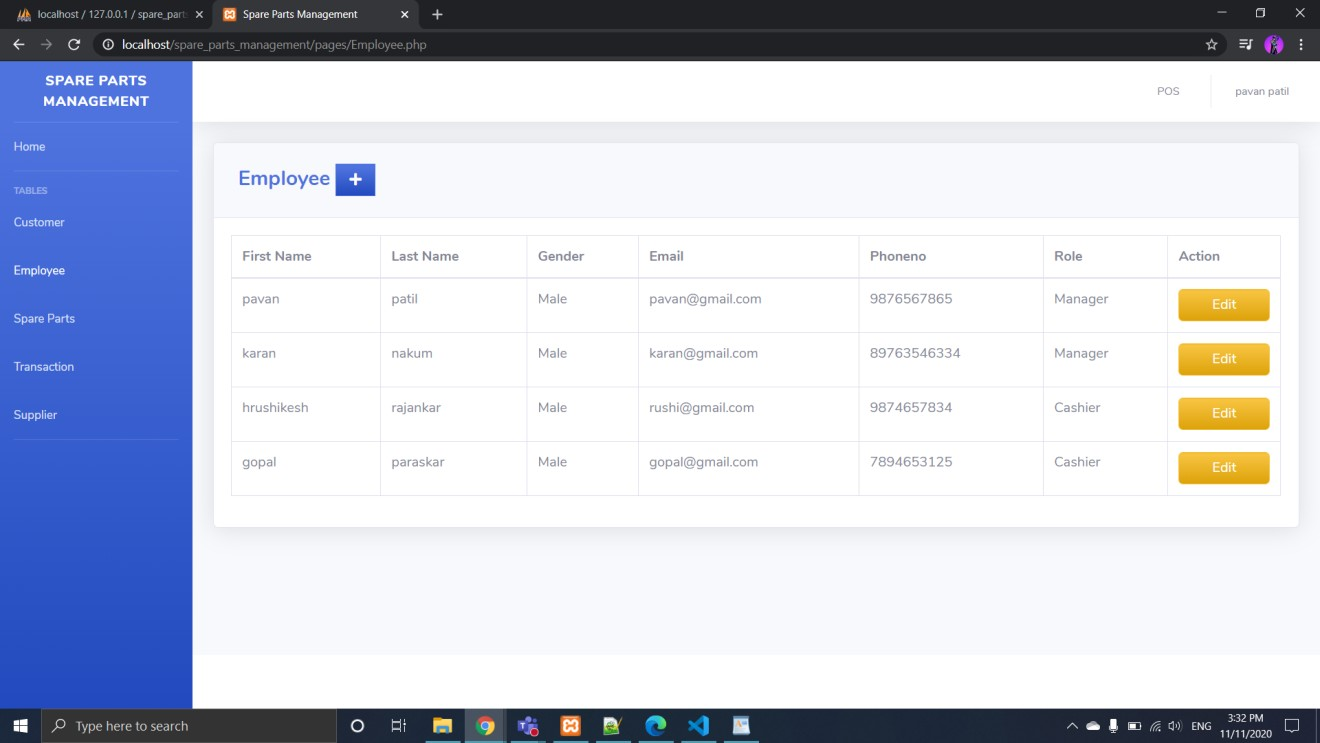 localhost / 127.0.0.1 / spare_parts
Spare Parts Management
localhost/spare_parts_management/pages/Employee.php
SPARE PARTS
MANAGEMENT
POS
pavan patil
Home
TABLES
Customer
Employee
Spare Parts
Transaction
Supplier
Employee +
First Name Last Name Gender Email Phoneno Role Action
pavan patil Male pavan@gmail.com 9876567865 Manager Edit
karan nakum Male karan@gmail.com 89763546334 Manager Edit
hrushikesh rajankar Male rushi@gmail.com 9874657834 Cashier Edit
gopal paraskar Male gopal@gmail.com 7894653125 Cashier Edit
Type here to search
ENG
3:32 PM
11/11/2020